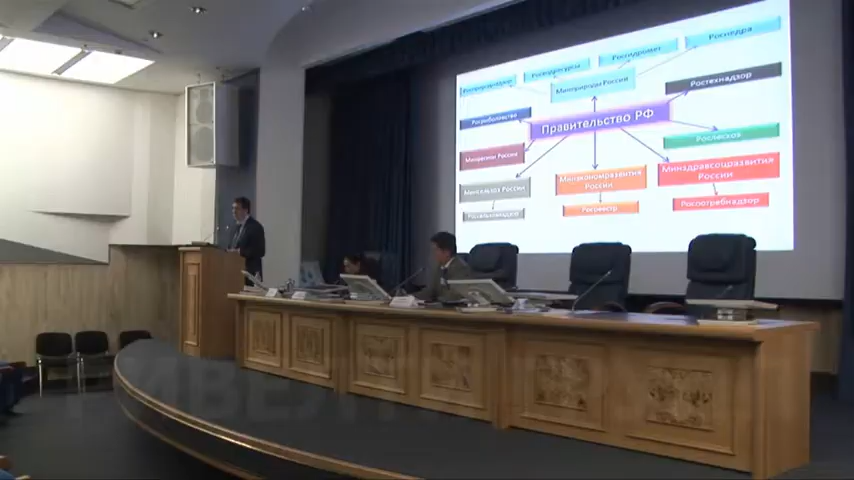 Росприроднадзор
Росводресурсы
Росгидромет
Роснедра
Минприроды России
Ростехнадзор
Росрыболовство
Правительство РФ
Рослесхоз
Минрегион России
Минэкономразвития
России
Минздравсоцразвития
России
Минсельхоз России
Россельхознадзор
Росреестр
Роспотребнадзор